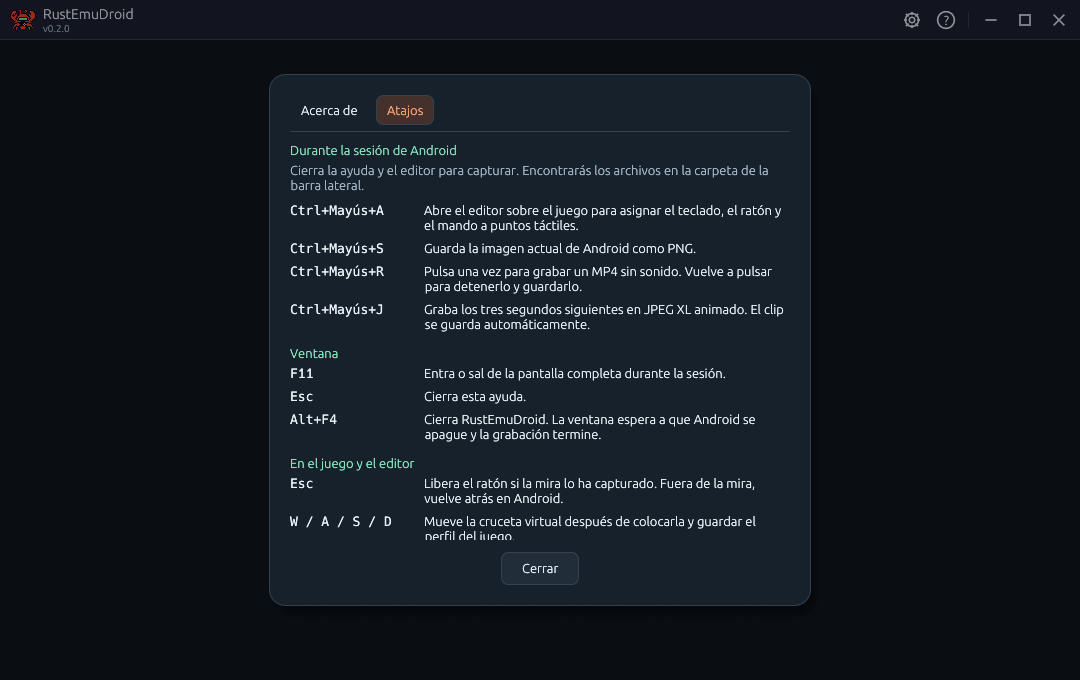 RustEmuDroid
v0.2.0
Acerca de
Atajos
Durante la sesión de Android
Cierra la ayuda y el editor para capturar. Encontrarás los archivos en la carpeta de la
barra lateral.
Ctrl+Mayús+A
Abre el editor sobre el juego para asignar el teclado, el ratón y
el mando a puntos táctiles.
Ctrl+Mayús+S
Guarda la imagen actual de Android como PNG.
Ctrl+Mayús+R
Pulsa una vez para grabar un MP4 sin sonido. Vuelve a pulsar
para detenerlo y guardarlo.
Ctrl+Mayús+J
Graba los tres segundos siguientes en JPEG XL animado. El clip
se guarda automáticamente.
Ventana
F11
Entra o sal de la pantalla completa durante la sesión.
Esc
Cierra esta ayuda.
Alt+F4
Cierra RustEmuDroid. La ventana espera a que Android se
apague y la grabación termine.
En el juego y el editor
Esc
Libera el ratón si la mira lo ha capturado. Fuera de la mira,
vuelve atrás en Android.
W / A / S / D
Mueve la cruceta virtual después de colocarla y guardar el
perfil del juego.
Cerrar